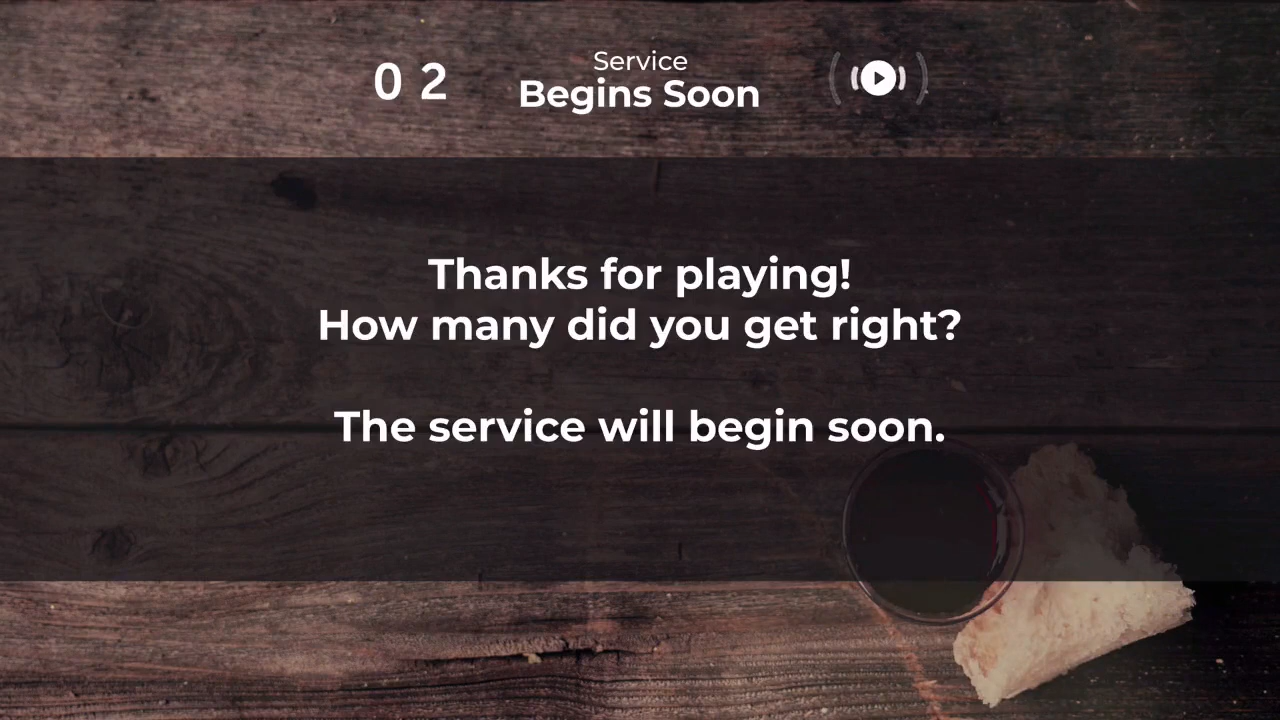 0 2
Service
Begins Soon
Thanks for playing!
How many did you get right?
The service will begin soon.